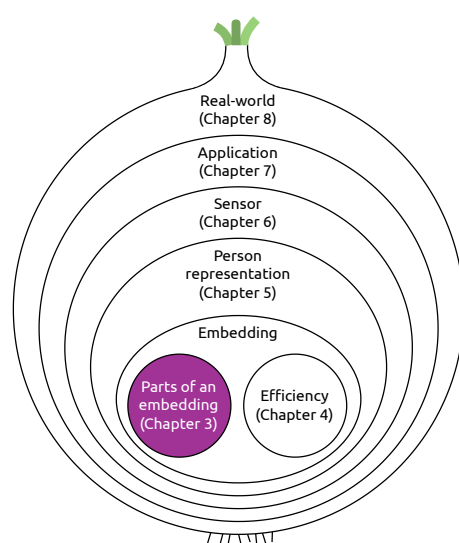 Real-world
(Chapter 8)
Application
(Chapter 7)
Sensor
(Chapter 6)
Person
representation
(Chapter 5)
Embedding
Parts of an
embedding
(Chapter 3)
Efficiency
(Chapter 4)